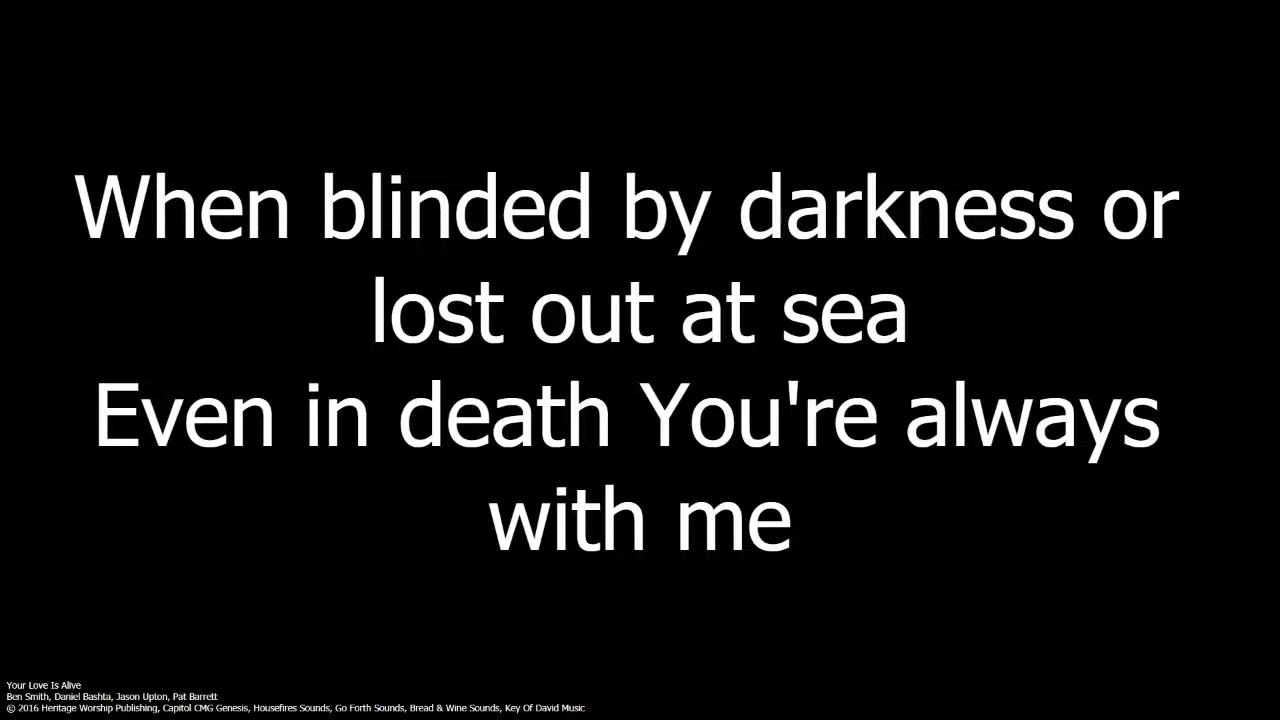 When blinded by darkness or
lost out at sea
Even in death You're always
with me
Your Love Is Alive
Ben Smith, Daniel Bashta, Jason Upton, Pat Barrett
© 2016 Heritage Worship Publishing, Capitol CMG Genesis, Housefires Sounds, Go Forth Sounds, Bread & Wine Sounds, Key Of David Music